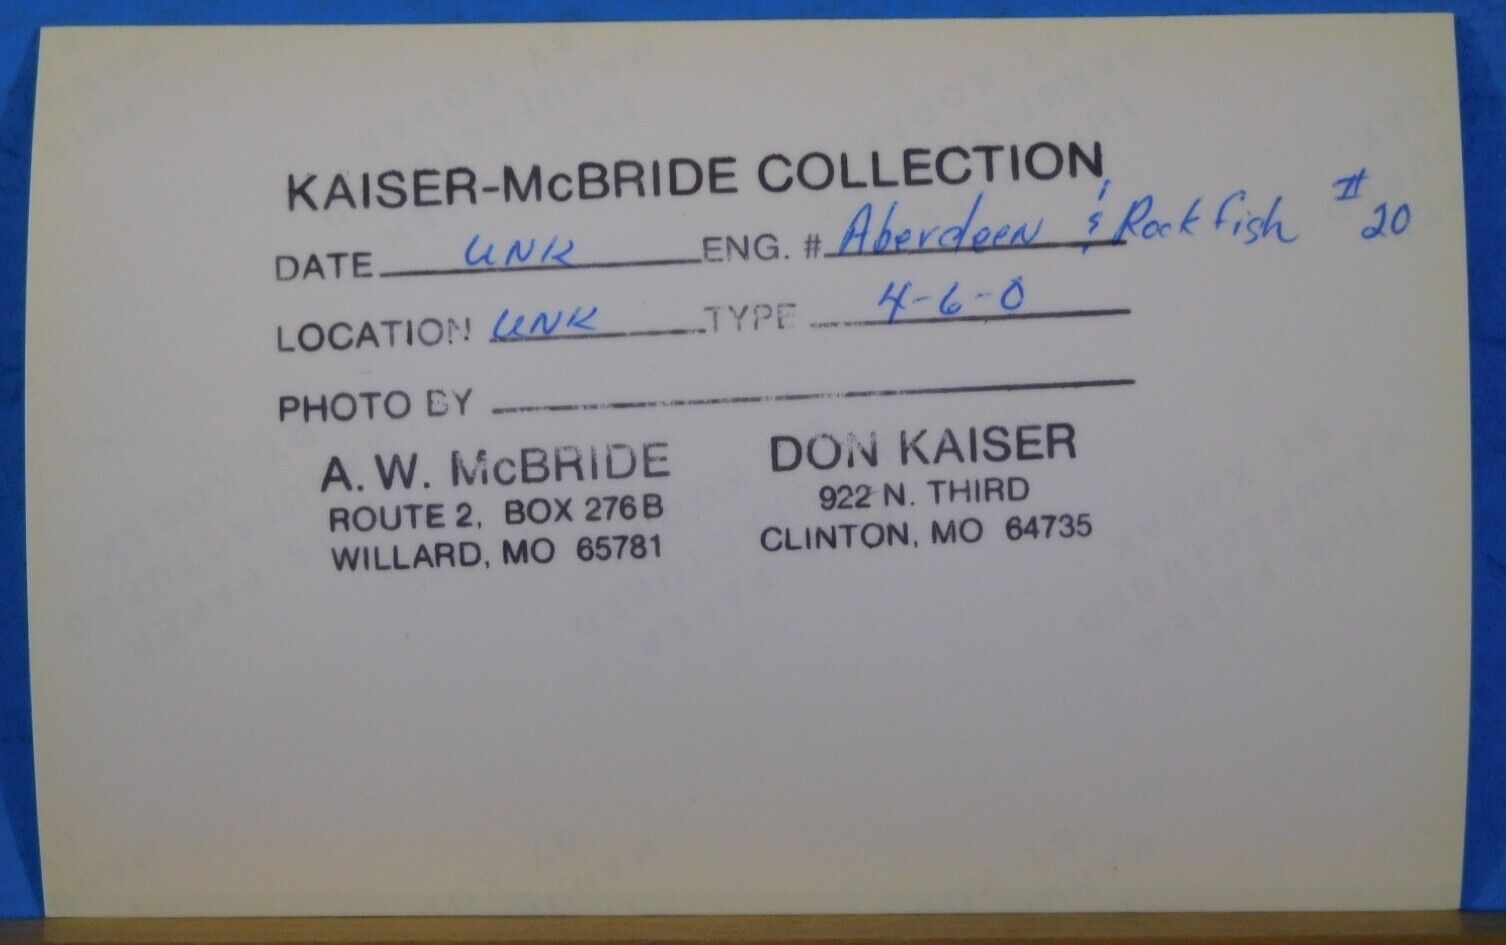 KAISER-McBRIDE COLLECTION
DATE UNK ENG. # Aberdeen & Rockfish #20
LOCATION UNK TYPE 4-6-0
PHOTO BY
A. W. McBRIDE DON KAISER
ROUTE 2, BOX 276B 922 N. THIRD
WILLARD, MO 65781 CLINTON, MO 64735